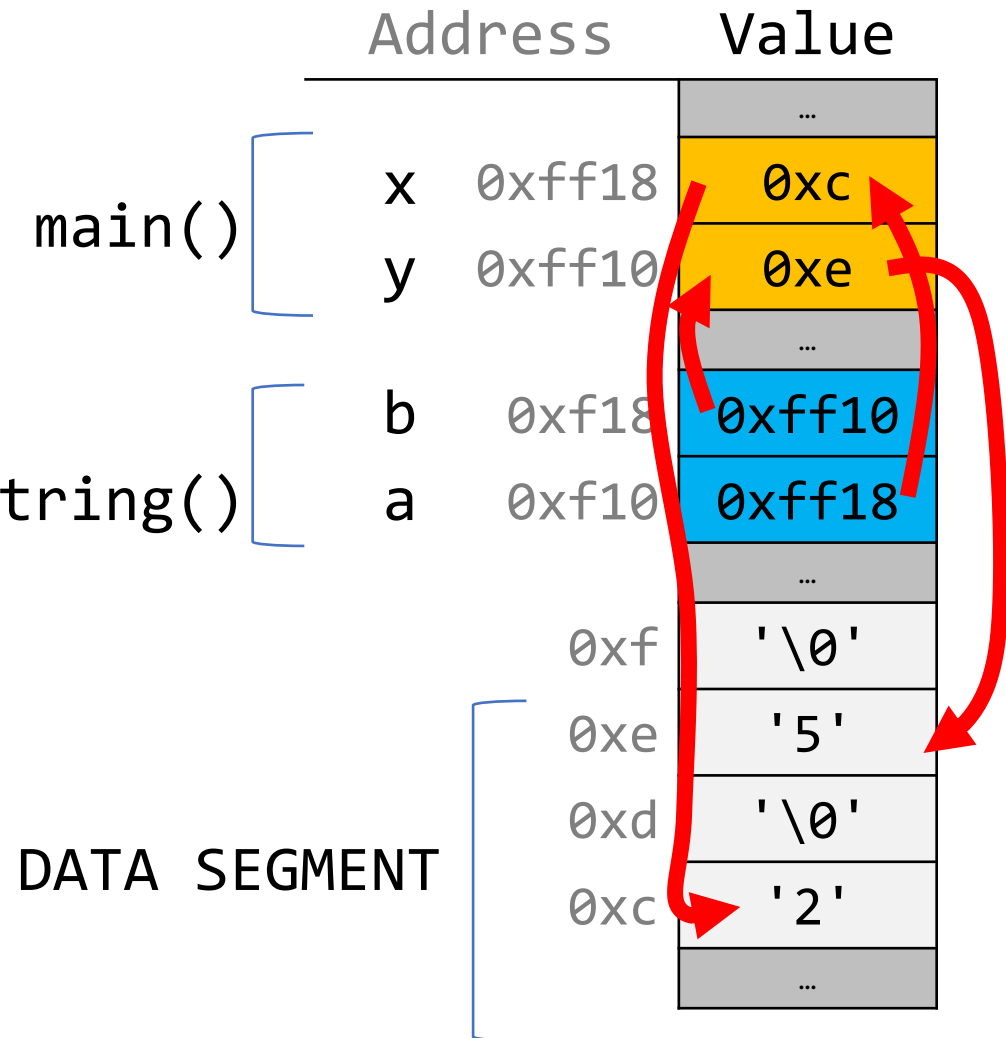 Address Value
…
x 0xff18 0xc
main()
y 0xff10 0xe
…
b 0xf18 0xff10
tring() a 0xf10 0xff18
…
0xf '\0'
0xe '5'
0xd '\0'
DATA SEGMENT
0xc '2'
…